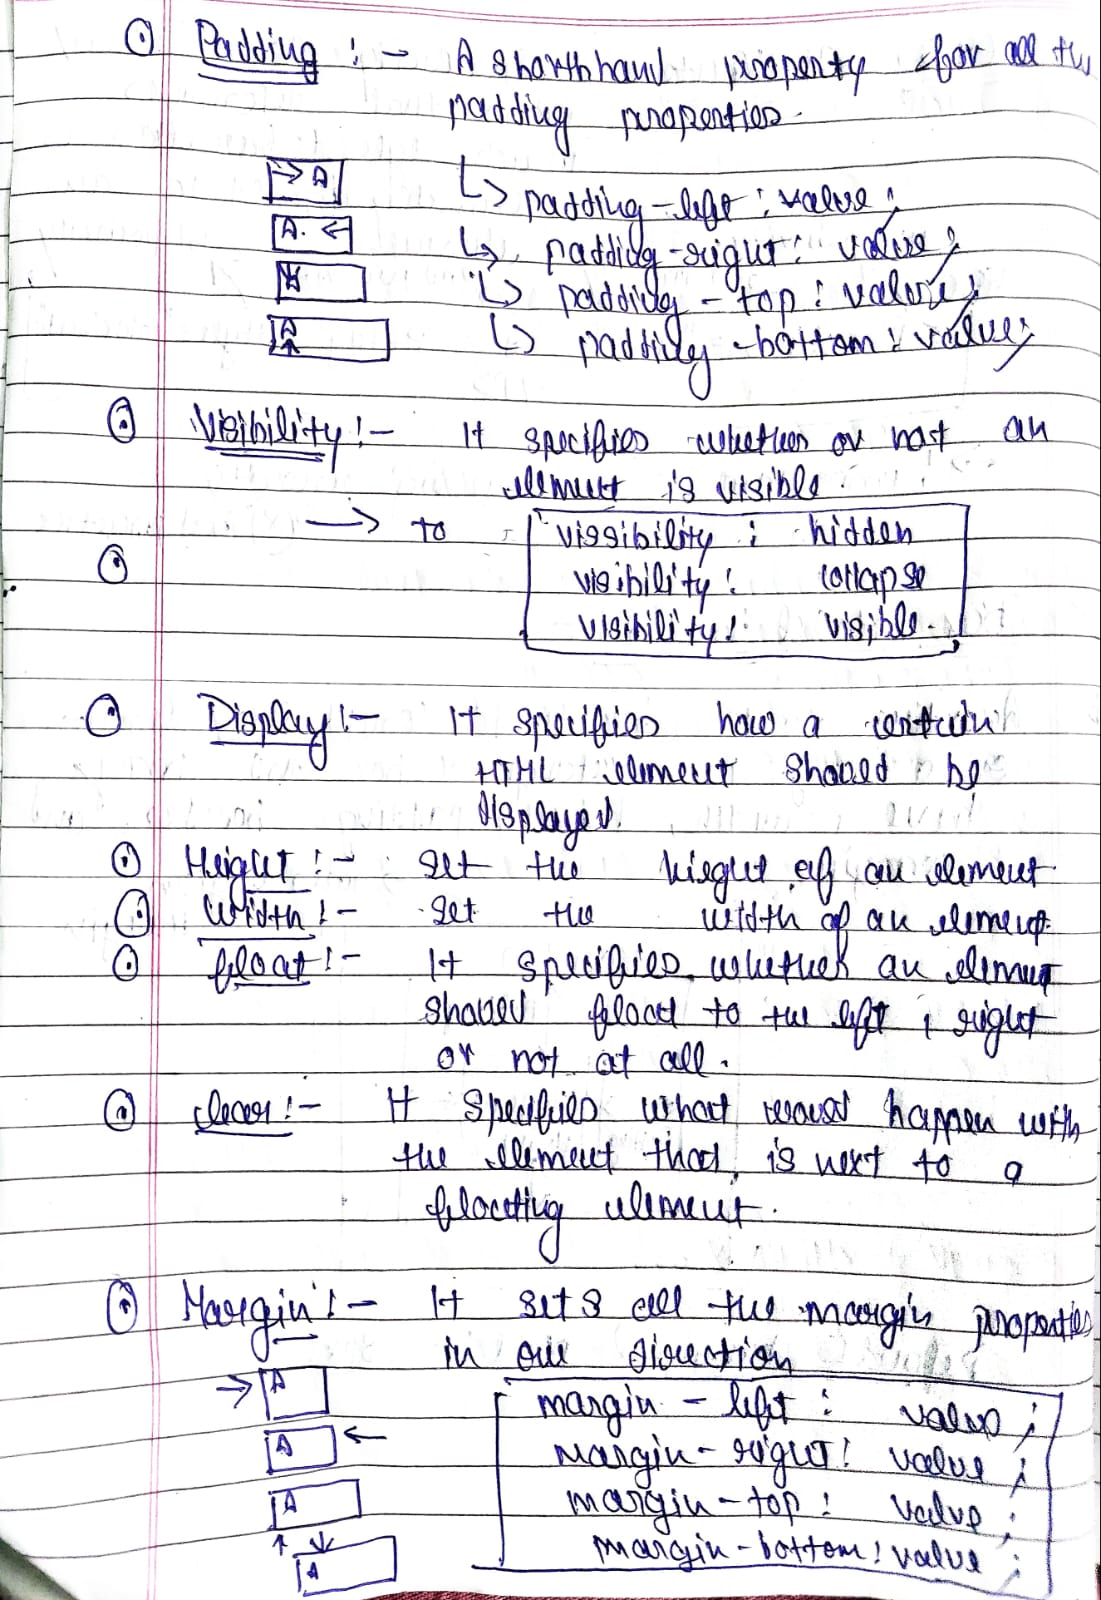 Padding :- A shorthhand property for all the
padding properties.
→ A ↳ padding-left : value ;
A. ← ↳ padding-right : value ;
↳ padding-top : value ;
A ↑ ↳ padding-bottom : value ;
Visibility :- It specifies whether or not an
element is visible.
→ to vissibility : hidden
visibility : collapse
visibility : visible.
Display :- It specifies how a certain
HTML element should be
displayed.
Height :- set the hieght of an element
Width :- set the width of an element.
float :- It specifies whether an element
should float to the left , right
or not at all.
clear :- It specifies what happen with
the element that is next to a
floating element.
Margin :- It sets all the margin properties
in one direction
→ A margin-left : value ;
A ← margin-right : value ;
A margin-top : value ;
↑ ↓ margin-bottom : value ;
A